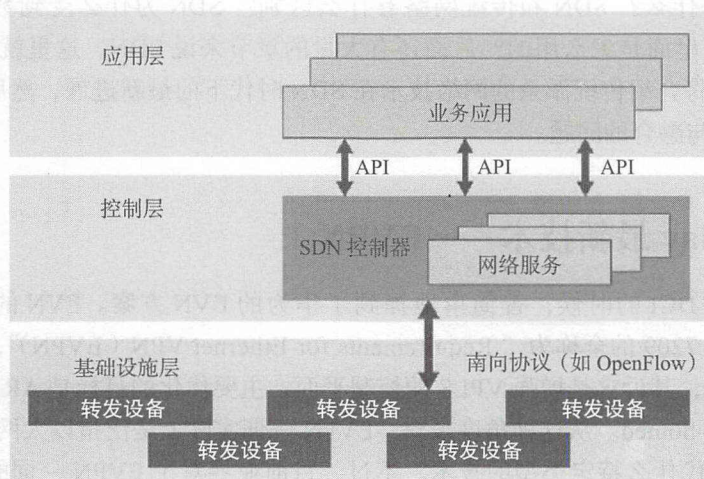 应用层
业务应用
API API API
控制层
SDN 控制器
网络服务
基础设施层
南向协议（如 OpenFlow）
转发设备 转发设备 转发设备
转发设备 转发设备